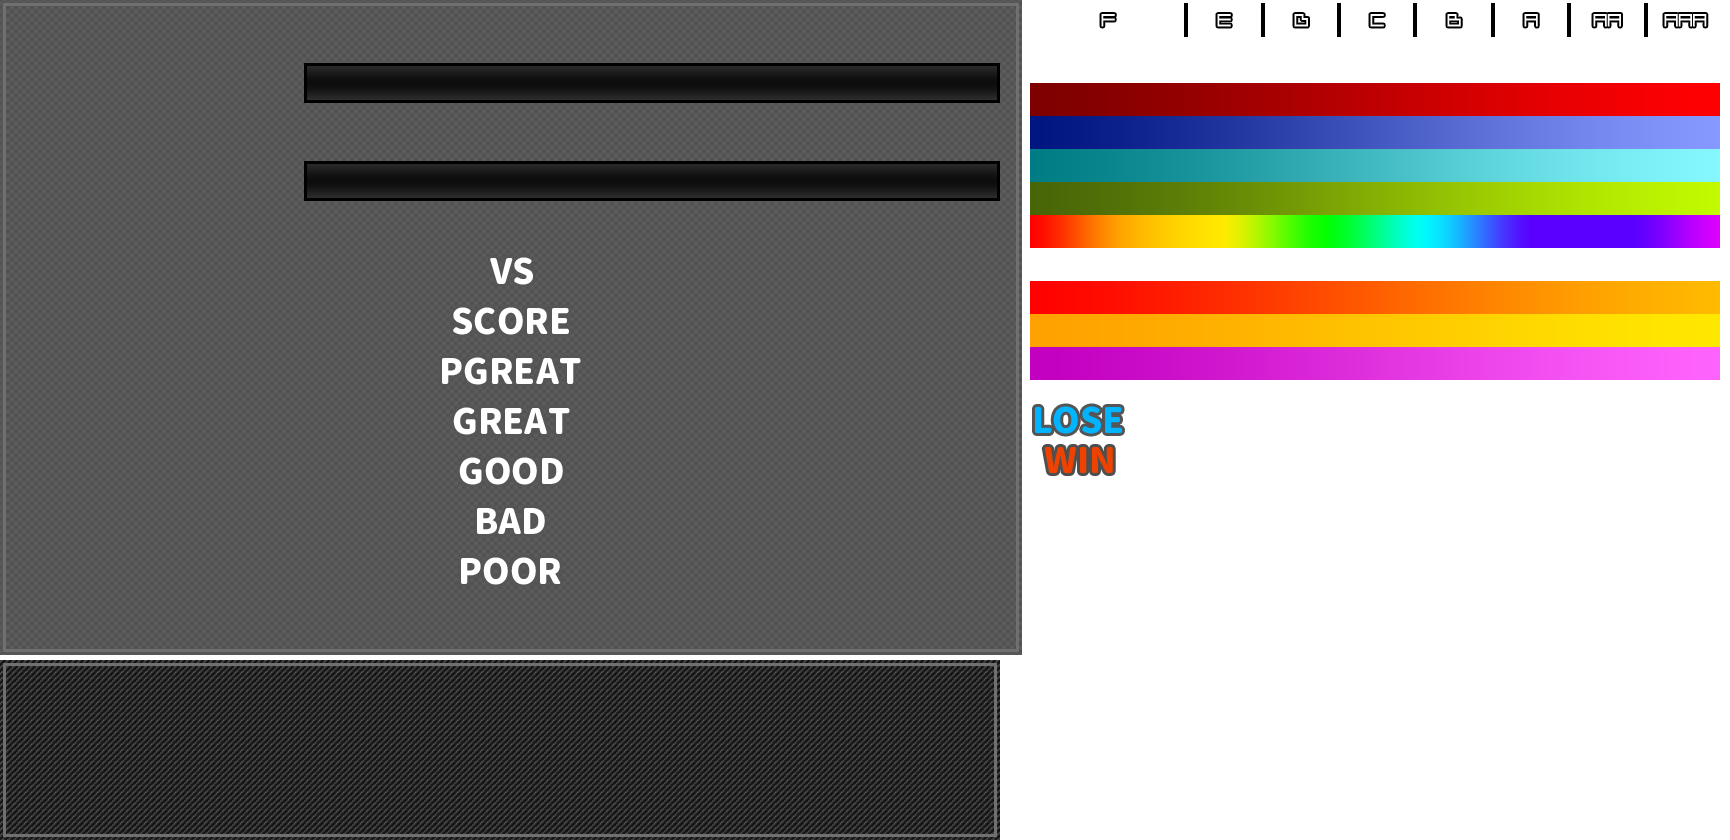 F E D C B A AA AAA
VS
SCORE
PGREAT
GREAT
GOOD
BAD
POOR
LOSE
WIN